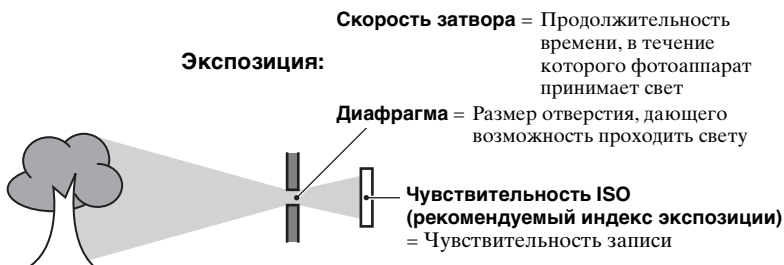 Скорость затвора = Продолжительность
времени, в течение
которого фотоаппарат
принимает свет
Экспозиция:
Диафрагма = Размер отверстия, дающего
возможность проходить свету
Чувствительность ISO
(рекомендуемый индекс экспозиции)
= Чувствительность записи